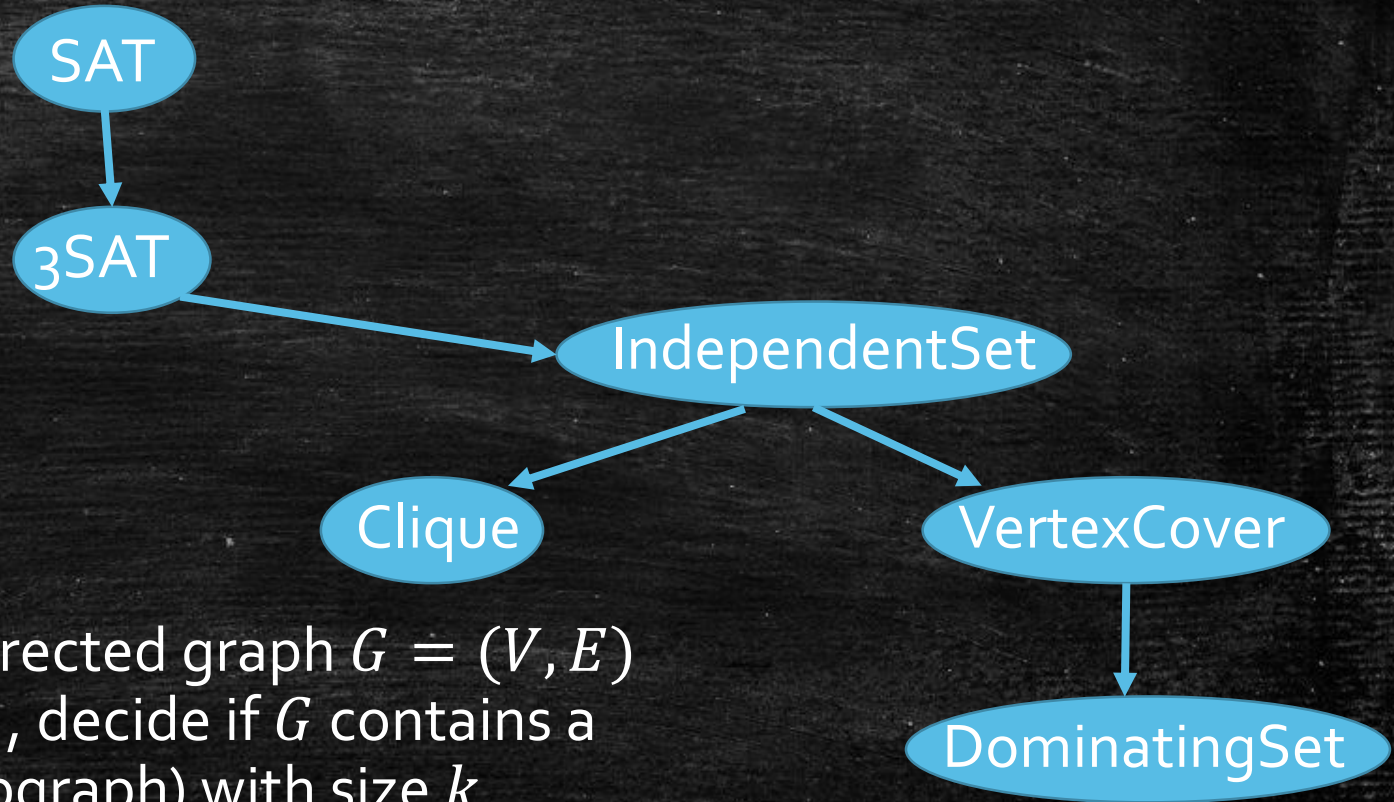 SAT
3SAT
IndependentSet
Clique
VertexCover
rected graph G = (V, E)
, decide if G contains a
DominatingSet
graph) with size k